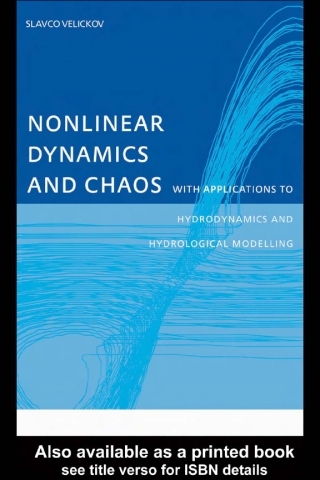 SLAVCO VELICKOV
NONLINEAR
DYNAMICS
AND CHAOS WITH APPLICATIONS TO
HYDRODYNAMICS AND
HYDROLOGICAL MODELLING
Also available as a printed book
see title verso for ISBN details